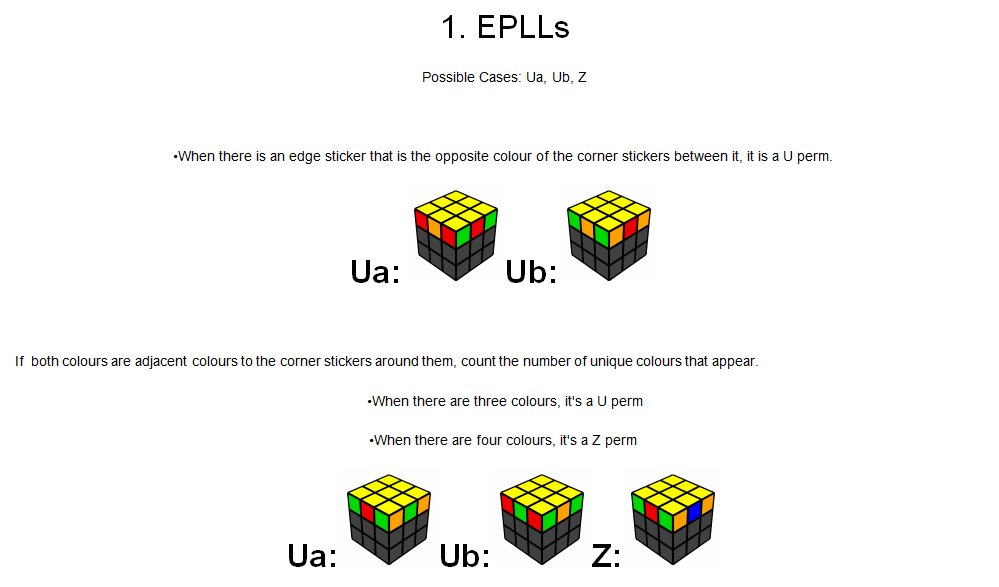 1. EPLLs
Possible Cases: Ua, Ub, Z
•When there is an edge sticker that is the opposite colour of the corner stickers between it, it is a U perm.
Ua: Ub:
If both colours are adjacent colours to the corner stickers around them, count the number of unique colours that appear.
•When there are three colours, it's a U perm
•When there are four colours, it's a Z perm
Ua: Ub: Z: